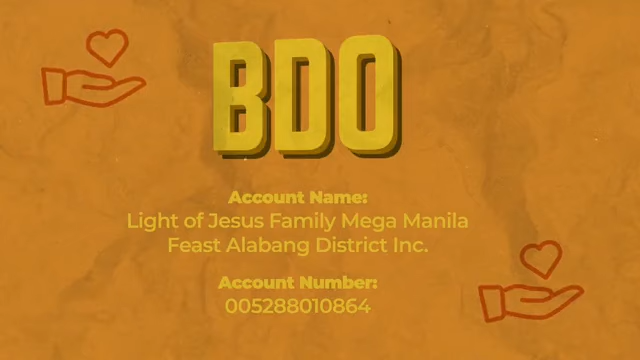 BDO
Account Name:
Light of Jesus Family Mega Manila
Feast Alabang District Inc.
Account Number:
005288010864